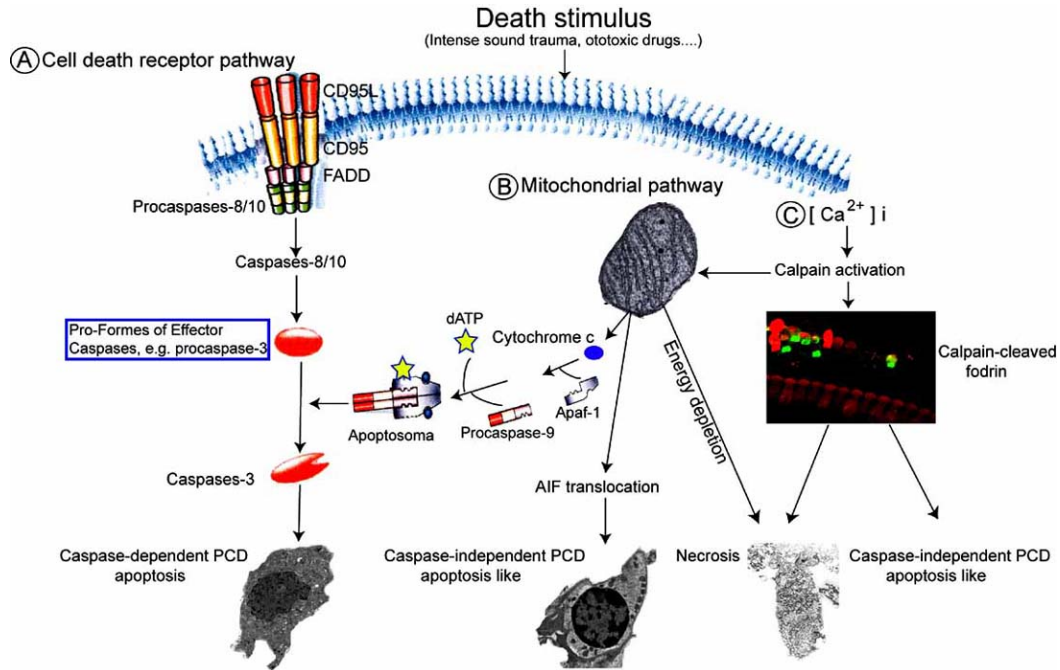 Death stimulus
(Intense sound trauma, ototoxic drugs....)
A Cell death receptor pathway
CD95L
CD95
FADD
Procaspases-8/10
B Mitochondrial pathway
C [ Ca2+ ] i
Caspases-8/10
Calpain activation
Pro-Formes of Effector
Caspases, e.g. procaspase-3
dATP
Cytochrome c
Energy depletion
Calpain-cleaved
fodrin
Apaf-1
Procaspase-9
Apoptosoma
Caspases-3
AIF translocation
Caspase-dependent PCD
apoptosis
Caspase-independent PCD
apoptosis like
Necrosis
Caspase-independent PCD
apoptosis like